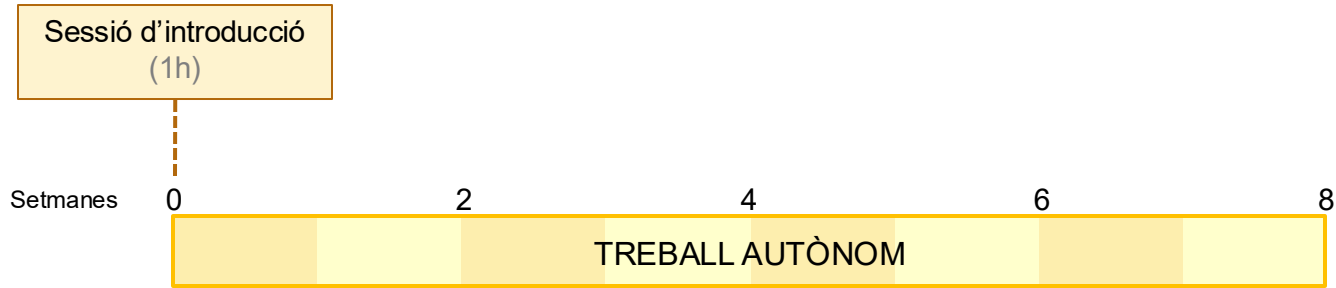 Sessió d’introducció
(1h)
Setmanes 0 2 4 6 8
TREBALL AUTÒNOM